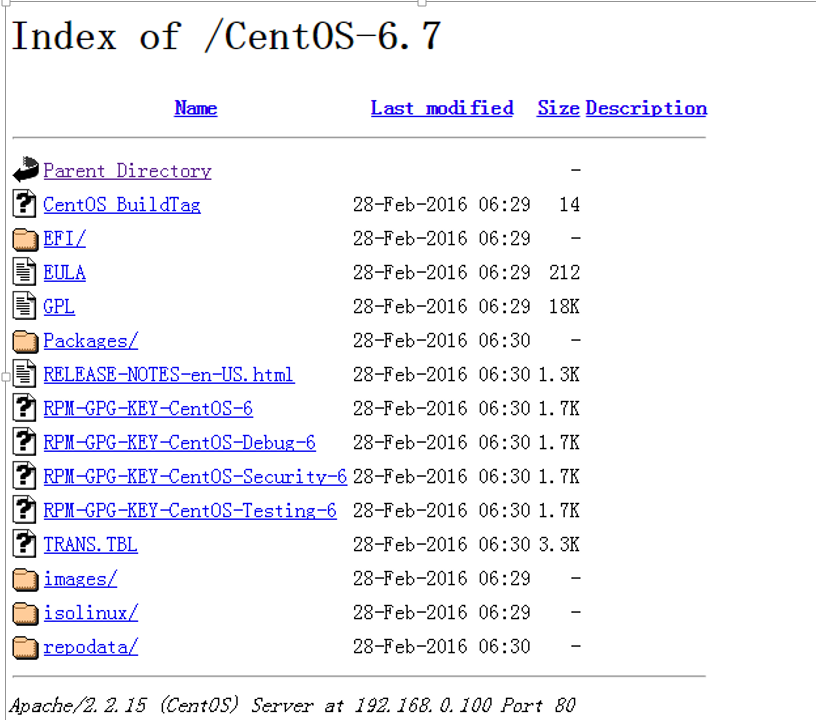 Index of /CentOS-6.7
Name Last modified Size Description
Parent Directory -
CentOS BuildTag 28-Feb-2016 06:29 14
EFI/ 28-Feb-2016 06:29 -
EULA 28-Feb-2016 06:29 212
GPL 28-Feb-2016 06:29 18K
Packages/ 28-Feb-2016 06:30 -
RELEASE-NOTES-en-US.html 28-Feb-2016 06:30 1.3K
RPM-GPG-KEY-CentOS-6 28-Feb-2016 06:30 1.7K
RPM-GPG-KEY-CentOS-Debug-6 28-Feb-2016 06:30 1.7K
RPM-GPG-KEY-CentOS-Security-6 28-Feb-2016 06:30 1.7K
RPM-GPG-KEY-CentOS-Testing-6 28-Feb-2016 06:30 1.7K
TRANS.TBL 28-Feb-2016 06:30 3.3K
images/ 28-Feb-2016 06:29 -
isolinux/ 28-Feb-2016 06:29 -
repodata/ 28-Feb-2016 06:30 -
Apache/2.2.15 (CentOS) Server at 192.168.0.100 Port 80